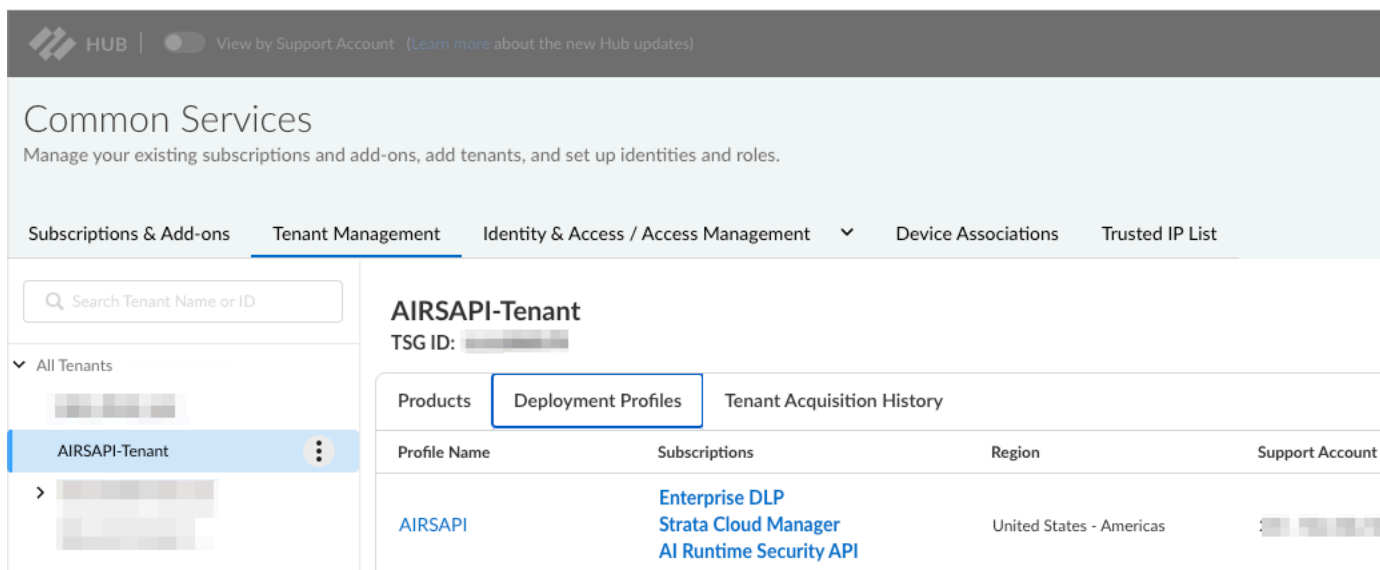 HUB View by Support Account (Learn more about the new Hub updates)
Common Services
Manage your existing subscriptions and add-ons, add tenants, and set up identities and roles.
Subscriptions & Add-ons Tenant Management Identity & Access / Access Management Device Associations Trusted IP List
Search Tenant Name or ID
All Tenants
AIRSAPI-Tenant
AIRSAPI-Tenant
TSG ID:
Products Deployment Profiles Tenant Acquisition History
Profile Name Subscriptions Region Support Account
AIRSAPI
Enterprise DLP
Strata Cloud Manager
AI Runtime Security API
United States - Americas